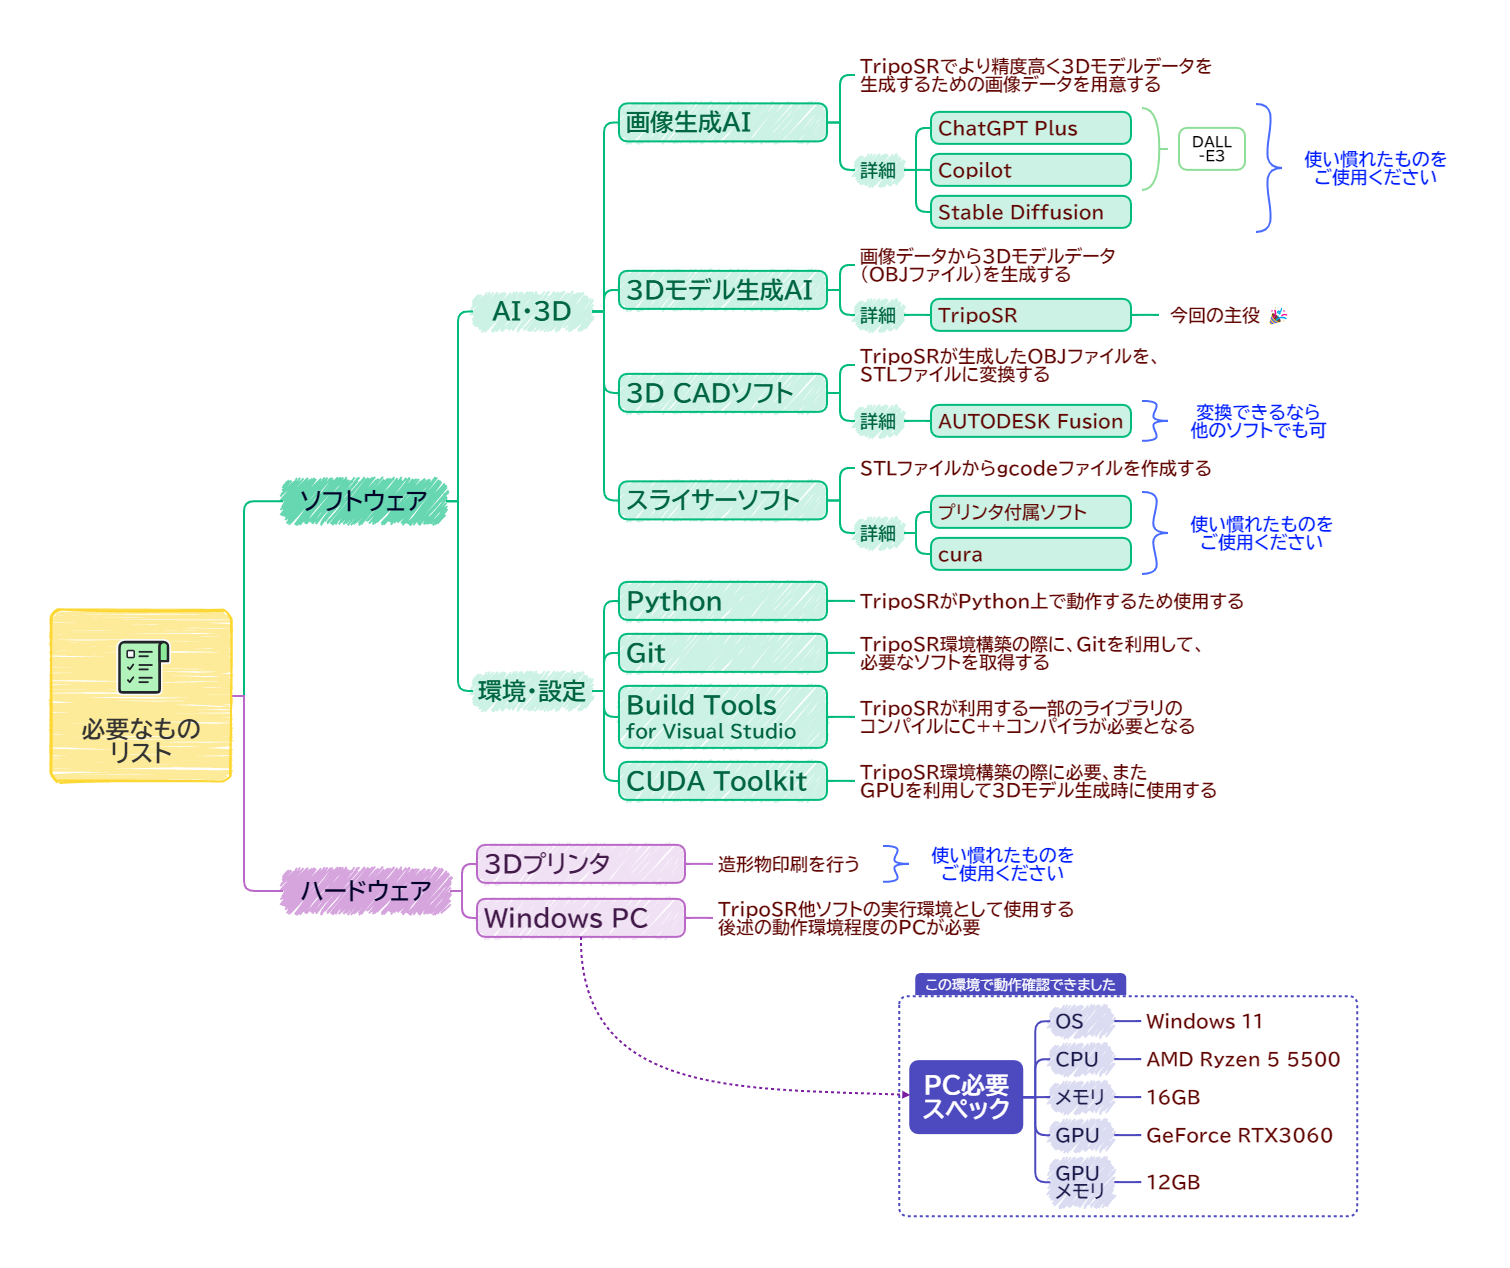 必要なもの
リスト
ソフトウェア
AI・3D
画像生成AI
TripoSRでより精度高く3Dモデルデータを
生成するための画像データを用意する
詳細
ChatGPT Plus
Copilot
Stable Diffusion
DALL
-E3
使い慣れたものを
ご使用ください
3Dモデル生成AI
画像データから3Dモデルデータ
（OBJファイル）を生成する
詳細
TripoSR
今回の主役 🎉
3D CADソフト
TripoSRが生成したOBJファイルを、
STLファイルに変換する
詳細
AUTODESK Fusion
変換できるなら
他のソフトでも可
スライサーソフト
STLファイルからgcodeファイルを作成する
詳細
プリンタ付属ソフト
cura
使い慣れたものを
ご使用ください
環境・設定
Python
TripoSRがPython上で動作するため使用する
Git
TripoSR環境構築の際に、Gitを利用して、
必要なソフトを取得する
Build Tools
for Visual Studio
TripoSRが利用する一部のライブラリの
コンパイルにC++コンパイラが必要となる
CUDA Toolkit
TripoSR環境構築の際に必要、また
GPUを利用して3Dモデル生成時に使用する
ハードウェア
3Dプリンタ
造形物印刷を行う
使い慣れたものを
ご使用ください
Windows PC
TripoSR他ソフトの実行環境として使用する
後述の動作環境程度のPCが必要
この環境で動作確認できました
PC必要
スペック
OS
Windows 11
CPU
AMD Ryzen 5 5500
メモリ
16GB
GPU
GeForce RTX3060
GPU
メモリ
12GB